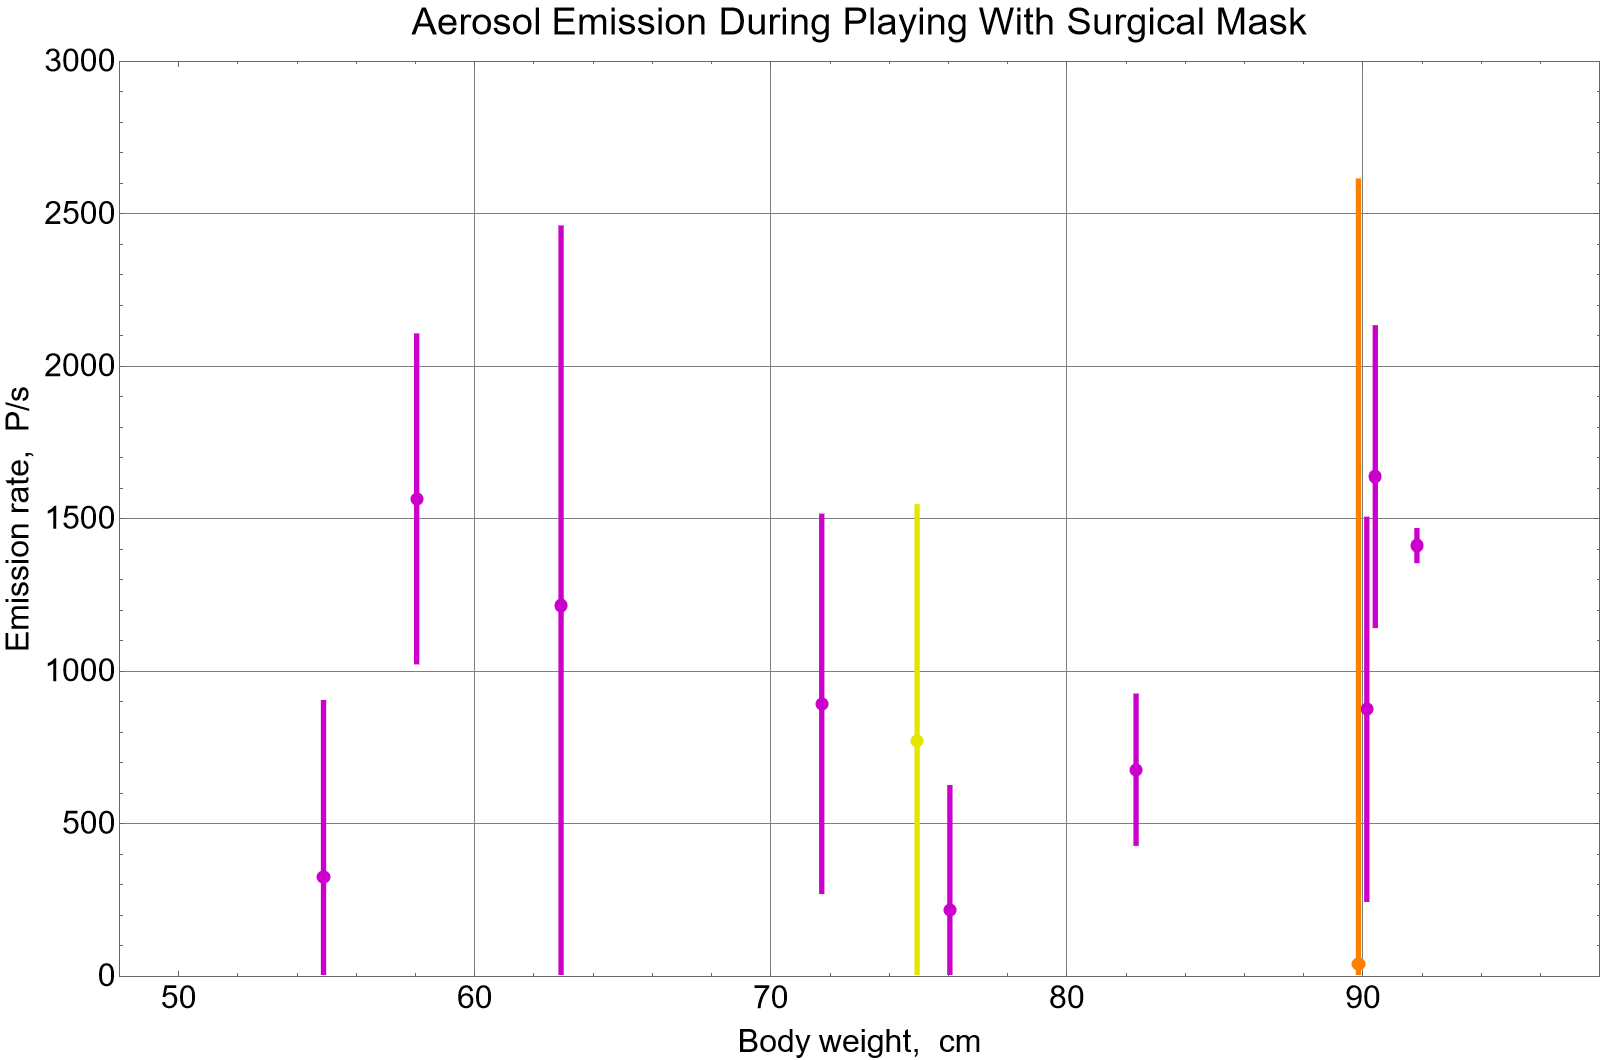 Aerosol Emission During Playing With Surgical Mask
3000
2500
2000
1500
1000
500
0
Emission rate, P/s
50 60 70 80 90
Body weight, cm